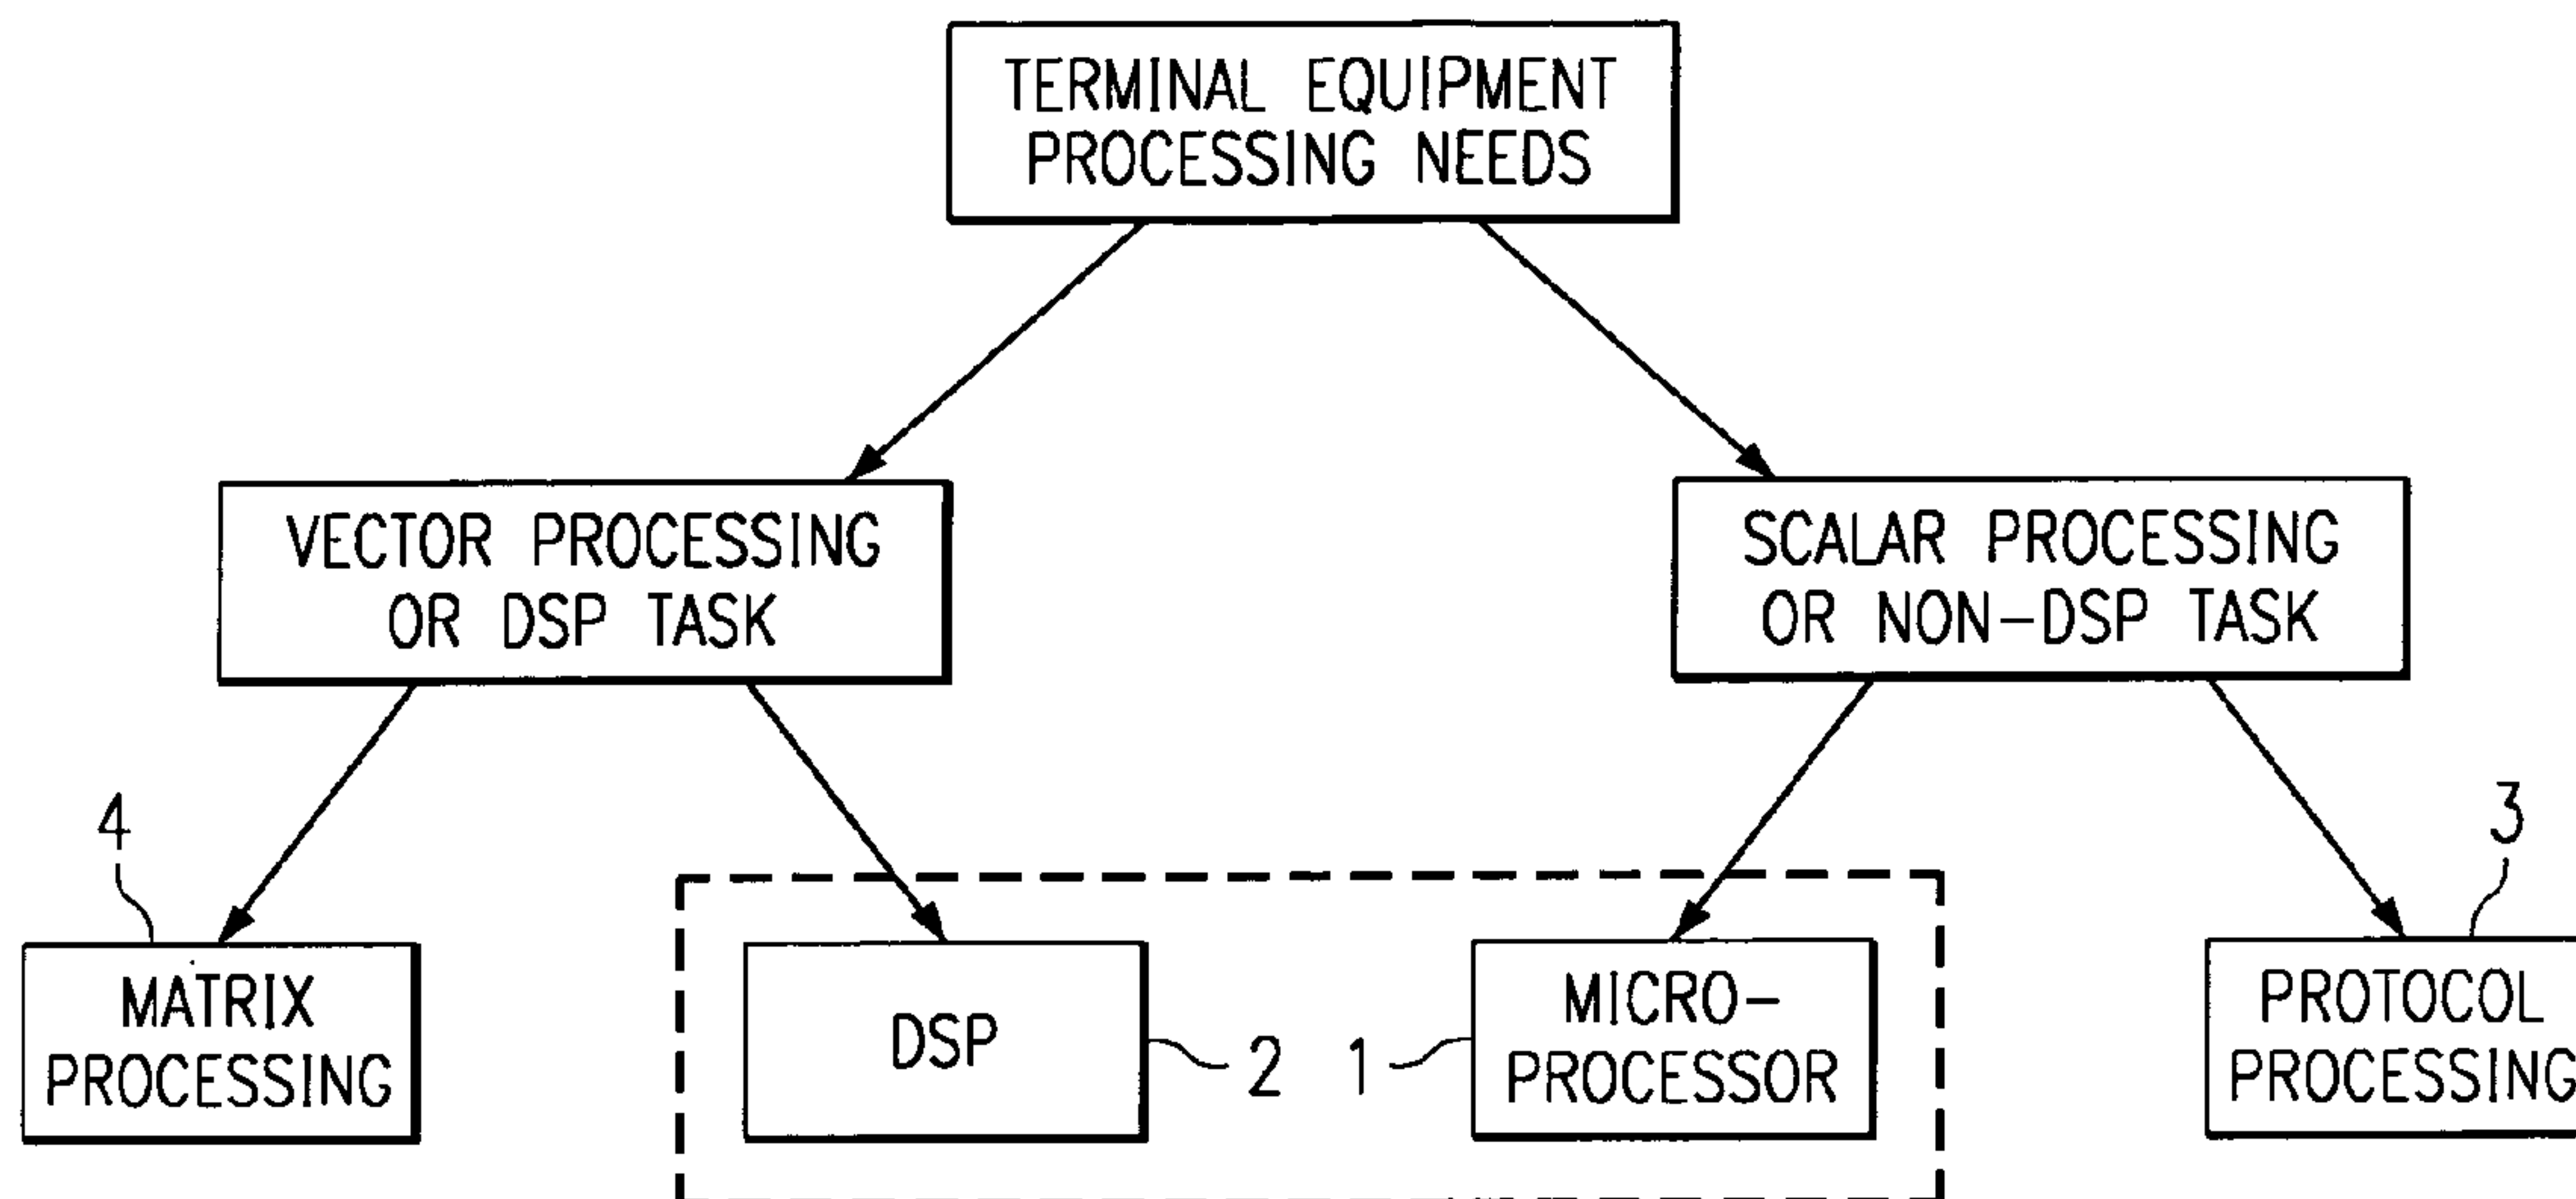 TERMINAL EQUIPMENT
PROCESSING NEEDS
VECTOR PROCESSING
OR DSP TASK
SCALAR PROCESSING
OR NON-DSP TASK
4
3
MATRIX
PROCESSING
DSP
2
1
MICRO-
PROCESSOR
PROTOCOL
PROCESSING